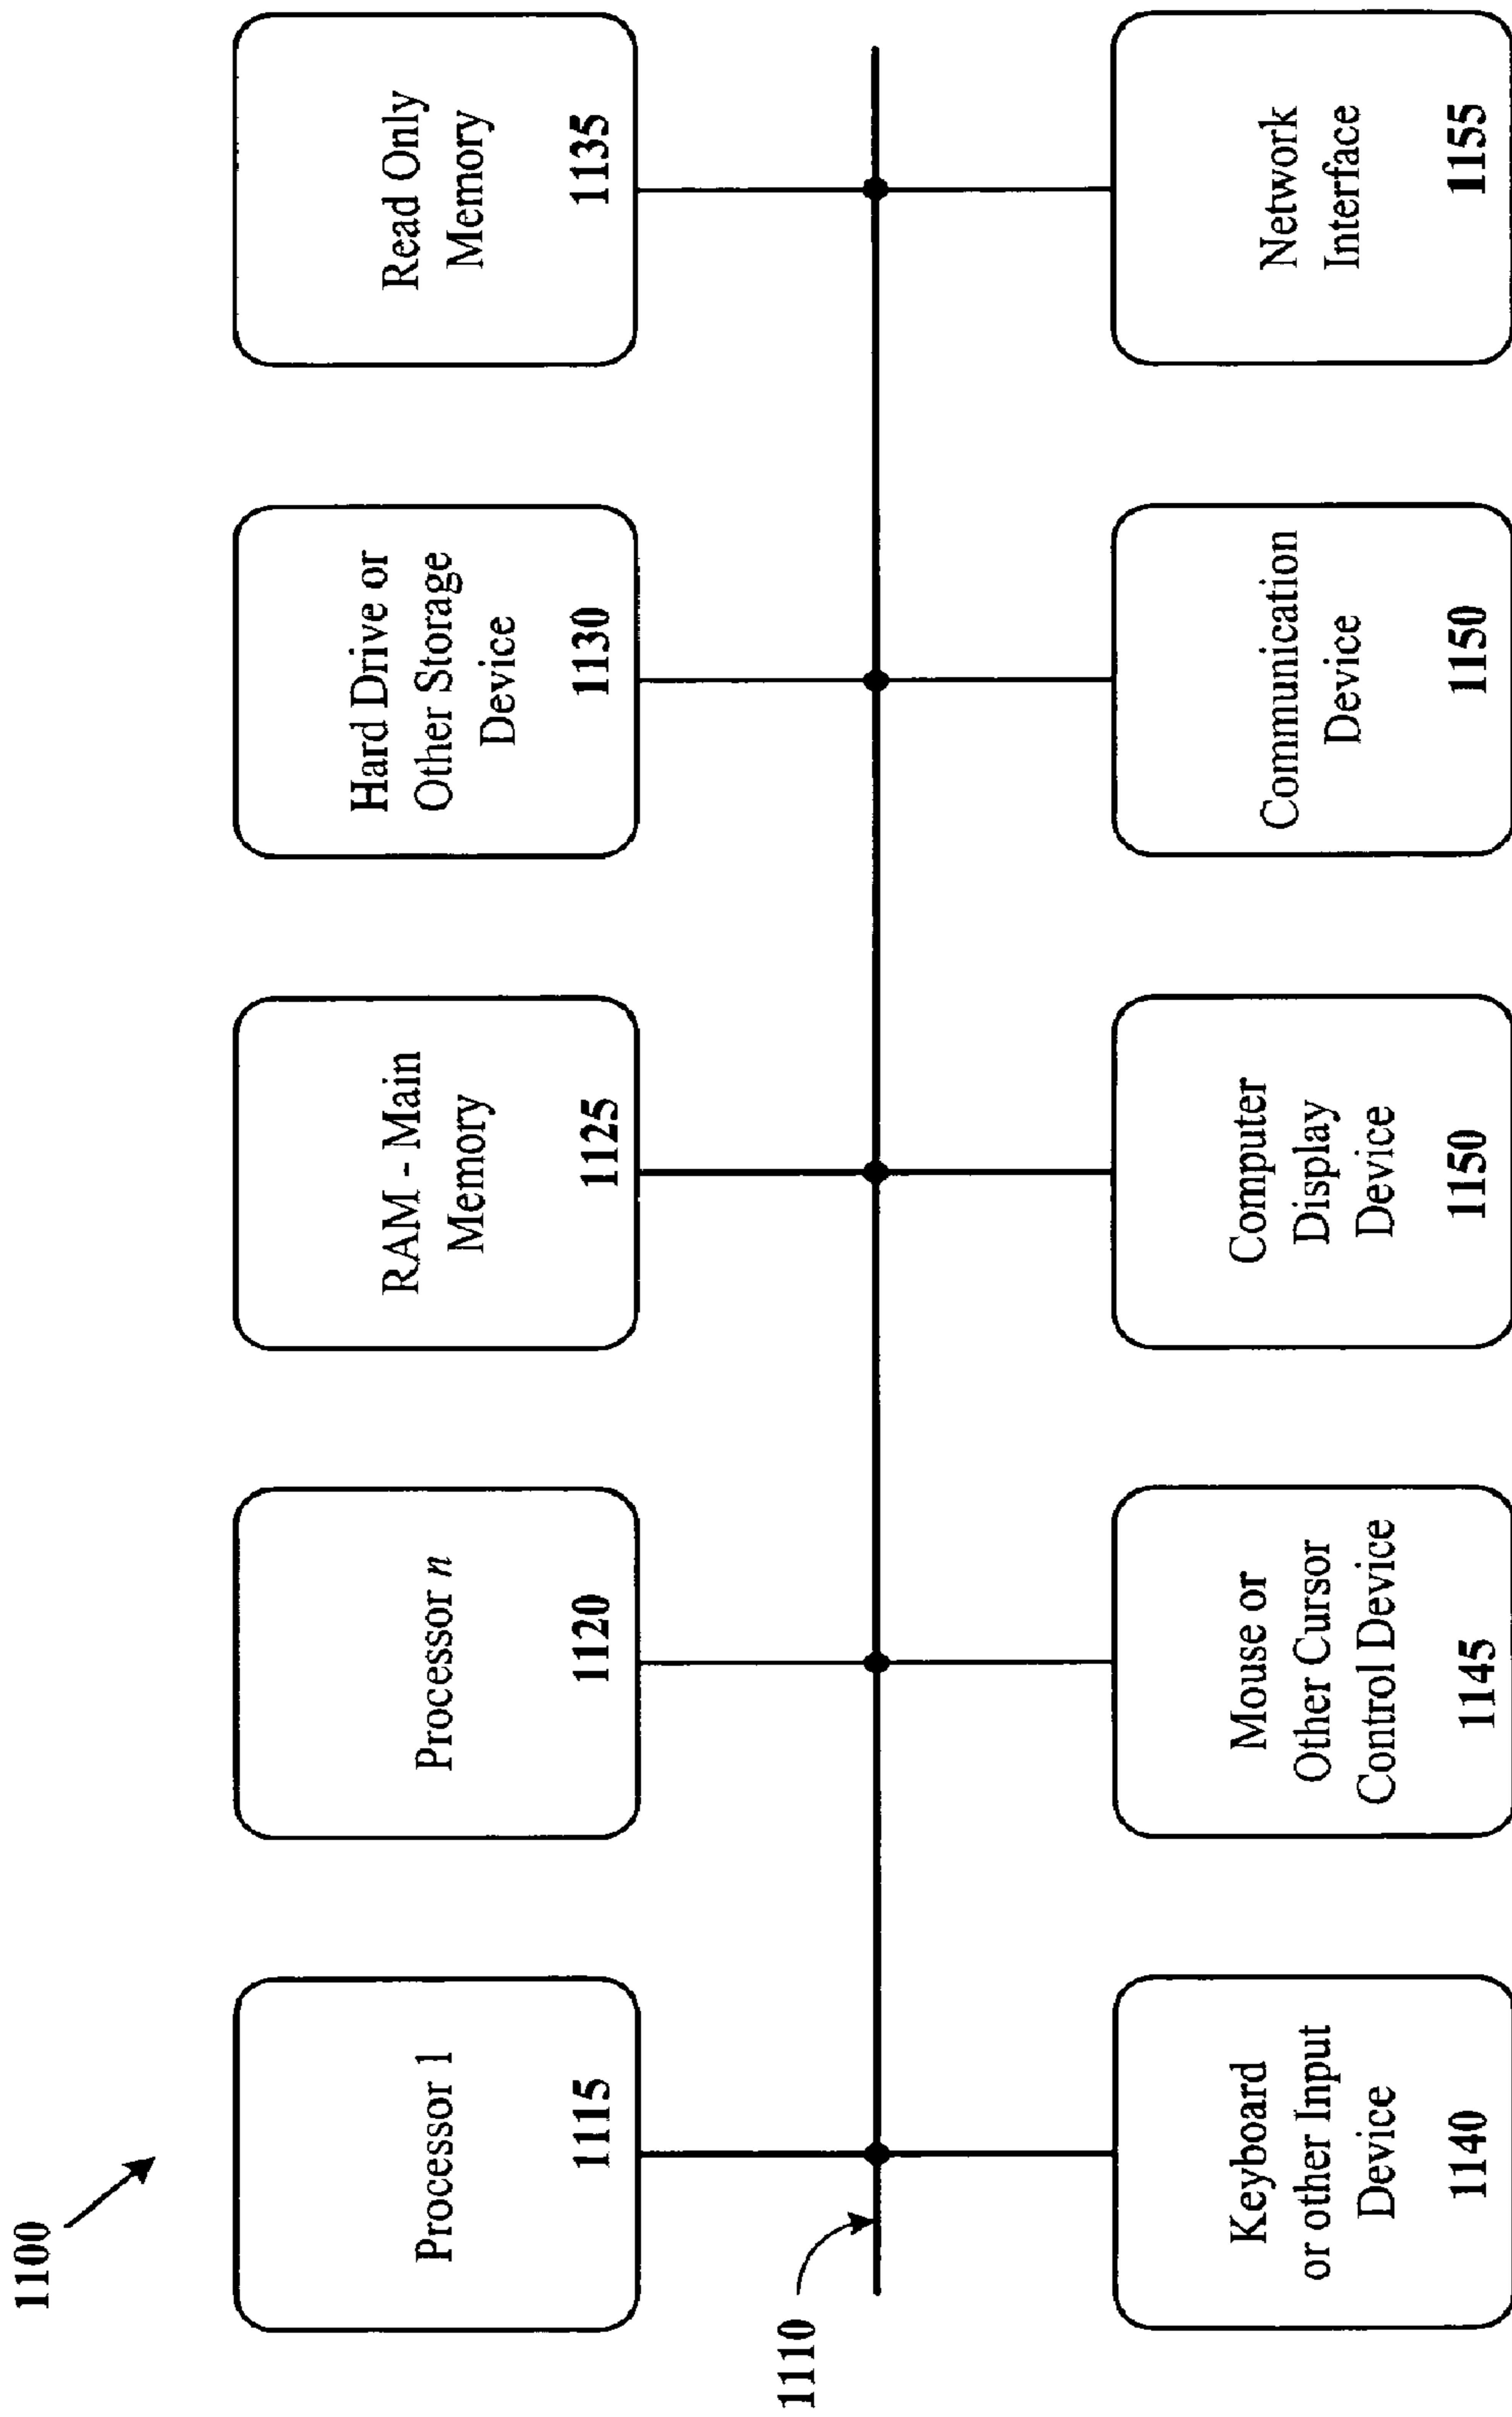 1100
Processor 1
1115
Processor n
1120
RAM - Main
Memory
1125
Hard Drive or
Other Storage
Device
1130
Read Only
Memory
1135
1110
Keyboard
or other Input
Device
1140
Mouse or
Other Cursor
Control Device
1145
Computer
Display
Device
1150
Communication
Device
1150
Network
Interface
1155